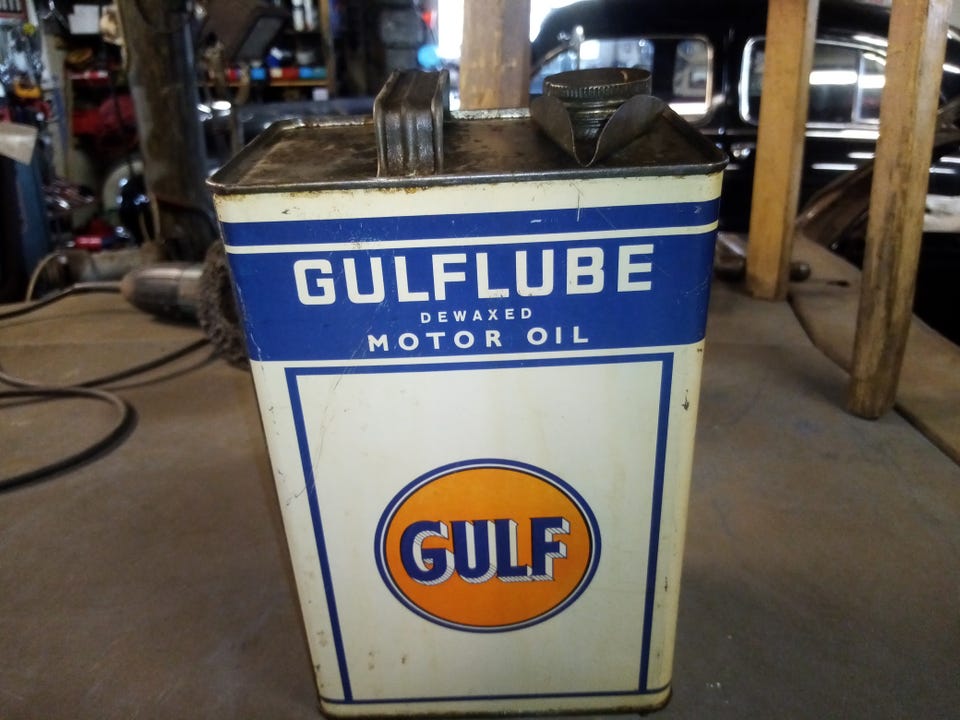 GULFLUBE
DEWAXED
MOTOR OIL
GULF